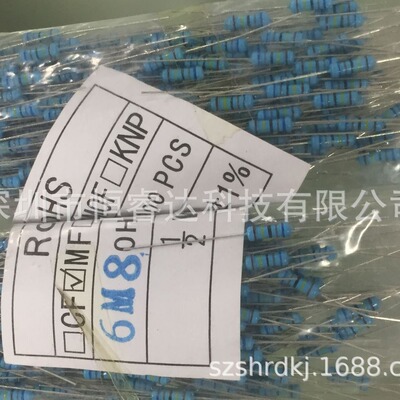 RoHS
□CF☑MF□ □KNP
6M8 OHM PCS
1/2 W ±1%
深圳市恒睿达科技有限公司
szshrdkj.1688.com